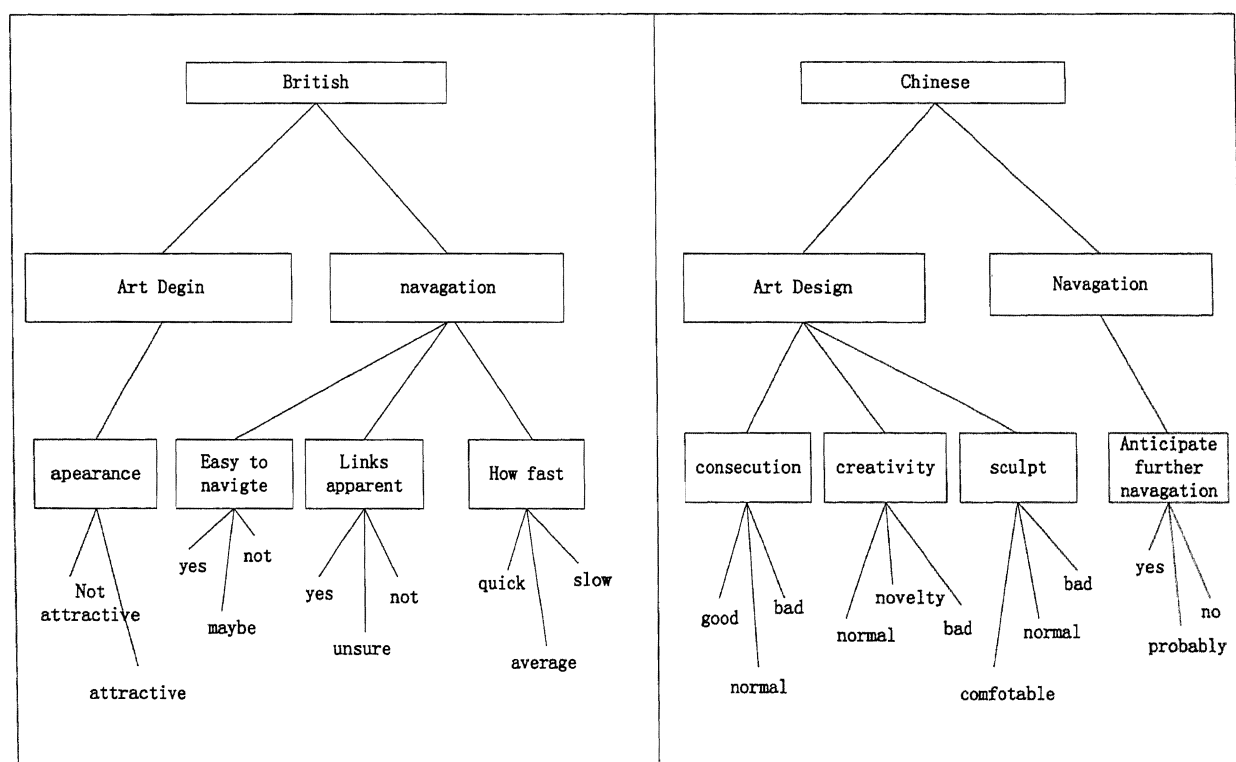 British
Chinese
Art Degin
navagation
Art Design
Navagation
apearance
Easy to
navigte
Links
apparent
How fast
consecution
creativity
sculpt
Anticipate
further
navagation
Not
attractive
attractive
yes
maybe
not
yes
unsure
not
quick
average
slow
good
normal
bad
normal
novelty
bad
comfotable
normal
bad
yes
probably
no